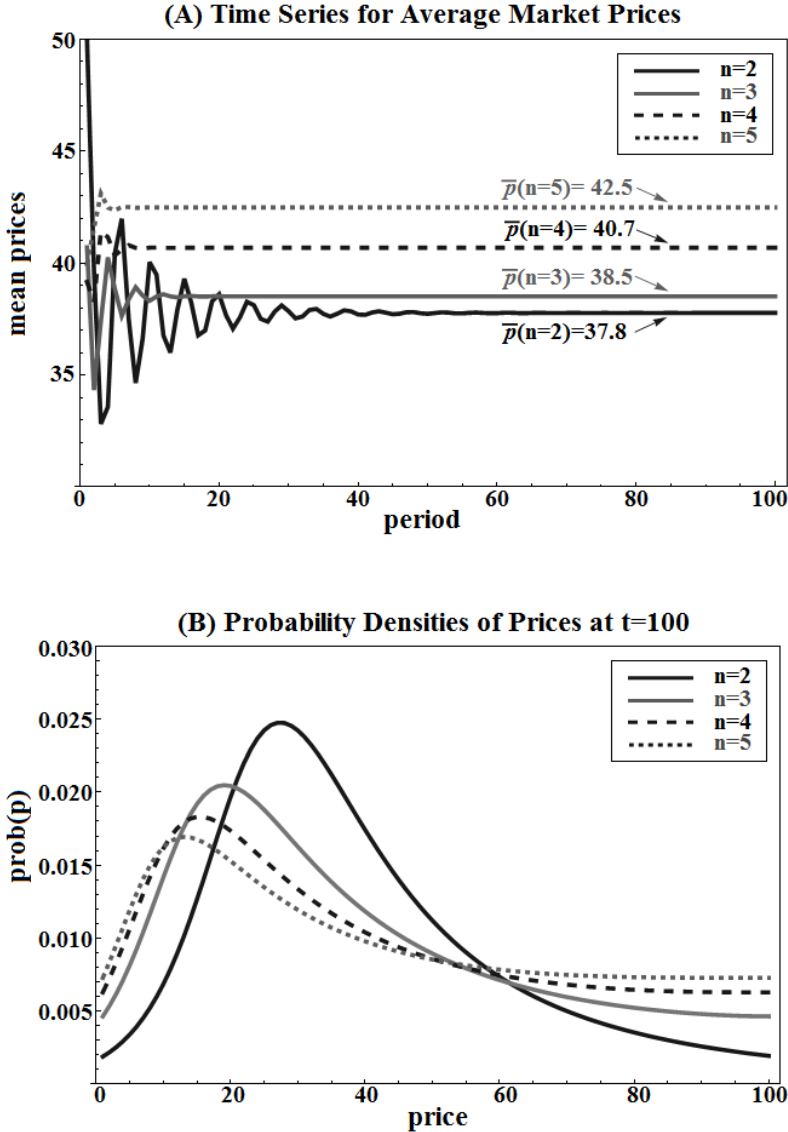 (A) Time Series for Average Market Prices
50
n=2
n=3
n=4
n=5
45
p̅(n=5)= 42.5
p̅(n=4)= 40.7
40
p̅(n=3)= 38.5
p̅(n=2)=37.8
35
mean prices
0 20 40 60 80 100
period
(B) Probability Densities of Prices at t=100
0.030
n=2
n=3
n=4
n=5
0.025
0.020
0.015
0.010
0.005
prob(p)
0 20 40 60 80 100
price